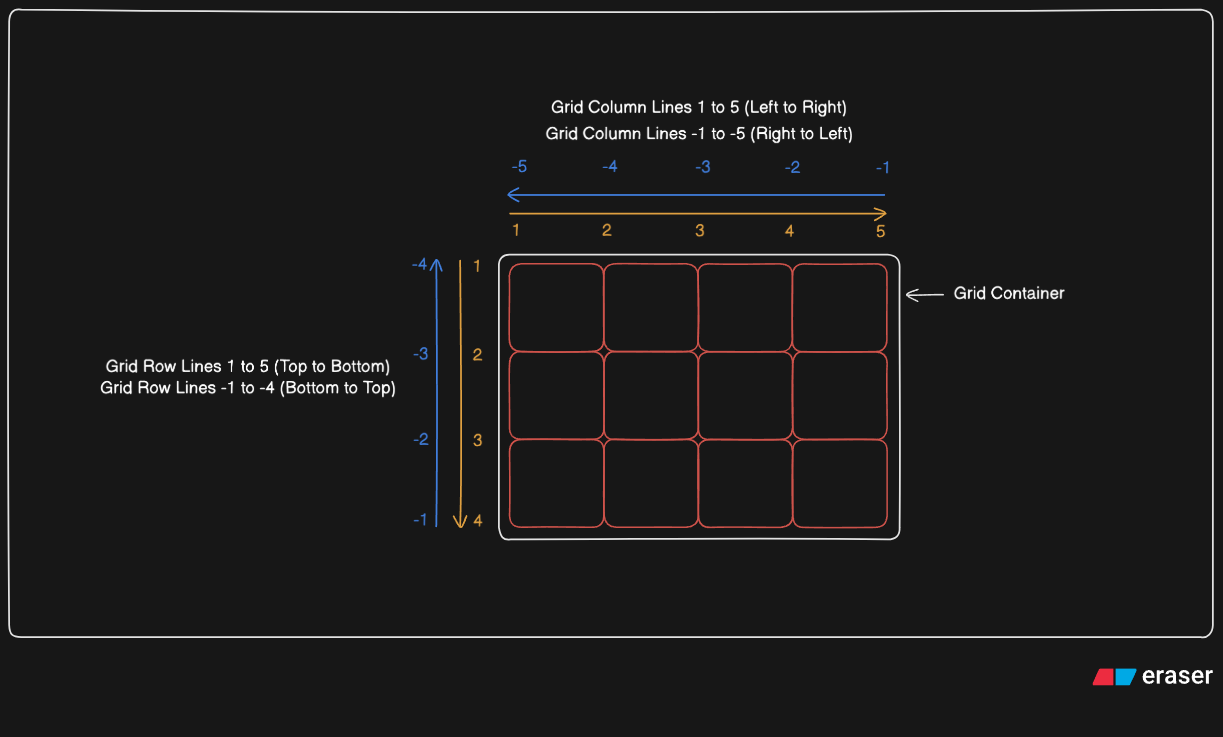 Grid Column Lines 1 to 5 (Left to Right)
Grid Column Lines -1 to -5 (Right to Left)
-5 -4 -3 -2 -1
1 2 3 4 5
-4 1
Grid Container
-3 2
Grid Row Lines 1 to 5 (Top to Bottom)
Grid Row Lines -1 to -4 (Bottom to Top)
-2 3
-1 4
eraser